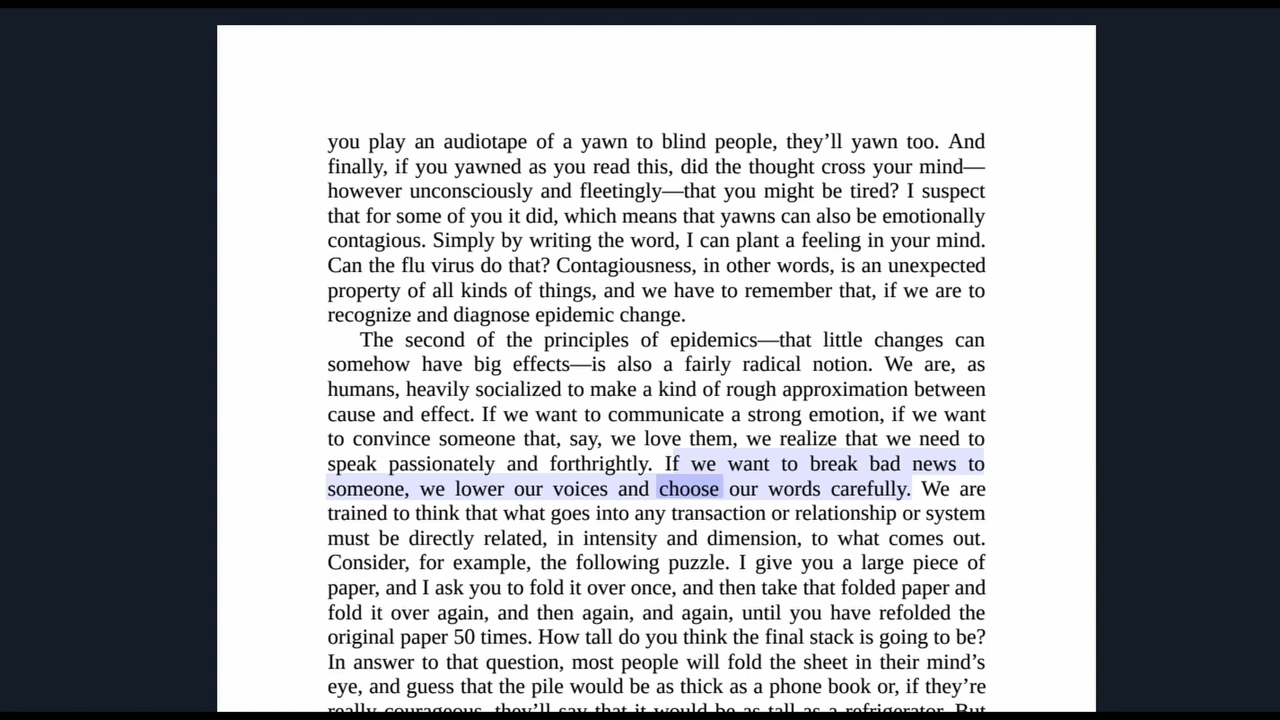 you play an audiotape of a yawn to blind people, they’ll yawn too. And
finally, if you yawned as you read this, did the thought cross your mind—
however unconsciously and fleetingly—that you might be tired? I suspect
that for some of you it did, which means that yawns can also be emotionally
contagious. Simply by writing the word, I can plant a feeling in your mind.
Can the flu virus do that? Contagiousness, in other words, is an unexpected
property of all kinds of things, and we have to remember that, if we are to
recognize and diagnose epidemic change.
The second of the principles of epidemics—that little changes can
somehow have big effects—is also a fairly radical notion. We are, as
humans, heavily socialized to make a kind of rough approximation between
cause and effect. If we want to communicate a strong emotion, if we want
to convince someone that, say, we love them, we realize that we need to
speak passionately and forthrightly. If we want to break bad news to
someone, we lower our voices and choose our words carefully. We are
trained to think that what goes into any transaction or relationship or system
must be directly related, in intensity and dimension, to what comes out.
Consider, for example, the following puzzle. I give you a large piece of
paper, and I ask you to fold it over once, and then take that folded paper and
fold it over again, and then again, and again, until you have refolded the
original paper 50 times. How tall do you think the final stack is going to be?
In answer to that question, most people will fold the sheet in their mind’s
eye, and guess that the pile would be as thick as a phone book or, if they’re
really courageous, they’ll say that it would be as tall as a refrigerator. But